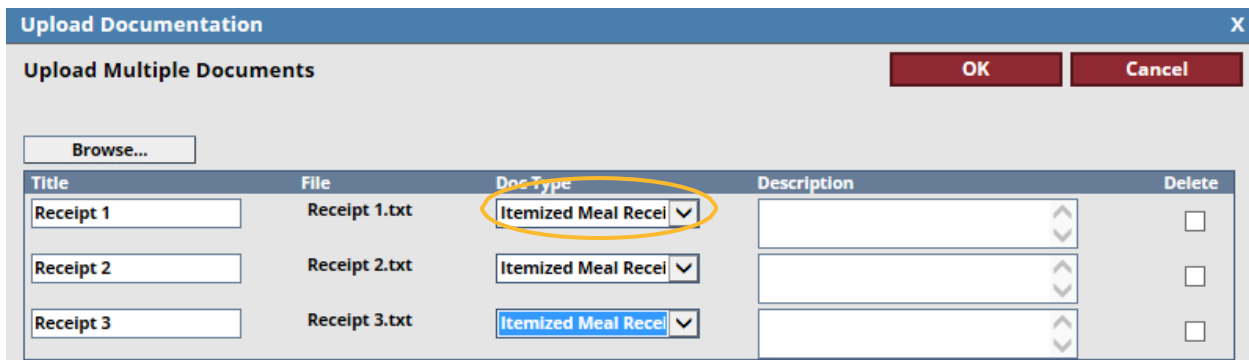 Upload Documentation X
Upload Multiple Documents OK Cancel
Browse...
Title File Doc Type Description Delete
Receipt 1 Receipt 1.txt Itemized Meal Recei
Receipt 2 Receipt 2.txt Itemized Meal Recei
Receipt 3 Receipt 3.txt Itemized Meal Recei